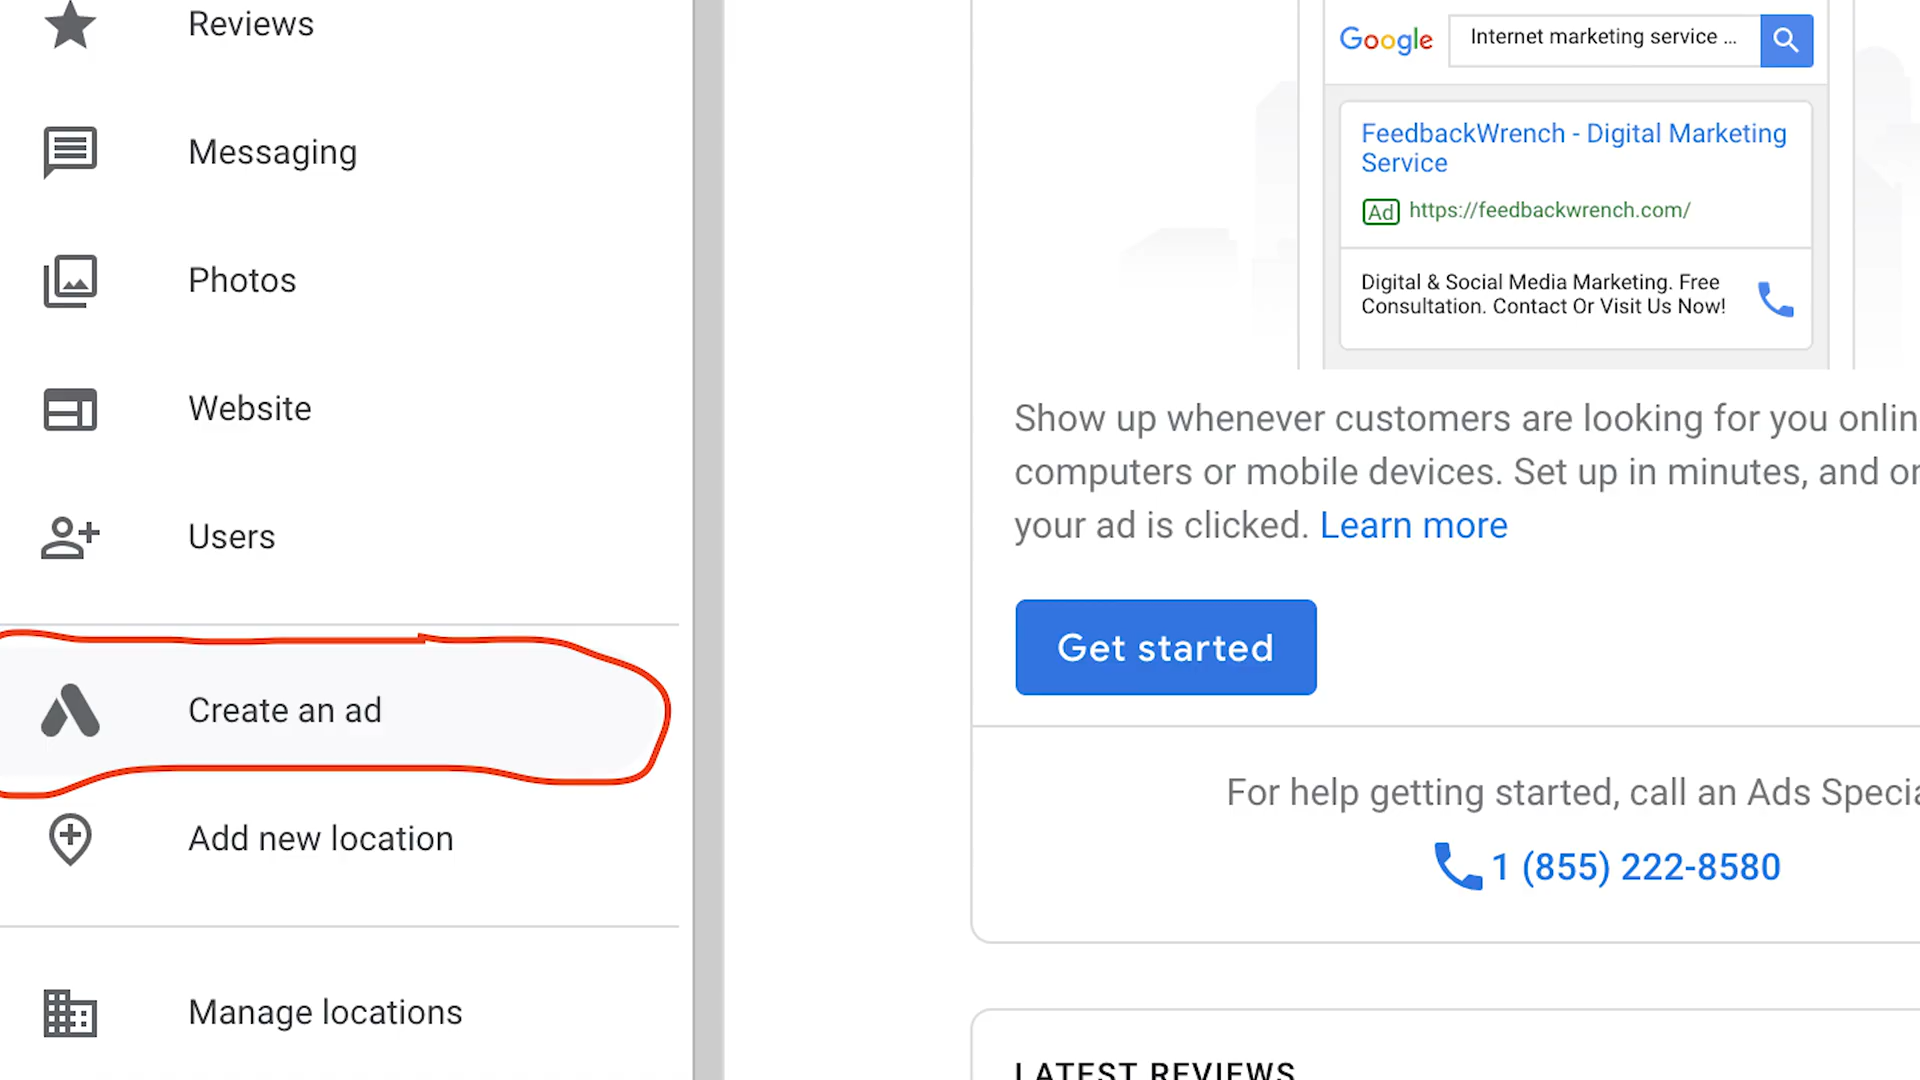 Reviews
Messaging
Photos
Website
Users
Create an ad
Add new location
Manage locations
Google
Internet marketing service ...
FeedbackWrench - Digital Marketing
Service
Ad https://feedbackwrench.com/
Digital & Social Media Marketing. Free
Consultation. Contact Or Visit Us Now!
Show up whenever customers are looking for you onlin
computers or mobile devices. Set up in minutes, and or
your ad is clicked. Learn more
Get started
For help getting started, call an Ads Specia
1 (855) 222-8580
LATEST REVIEWS